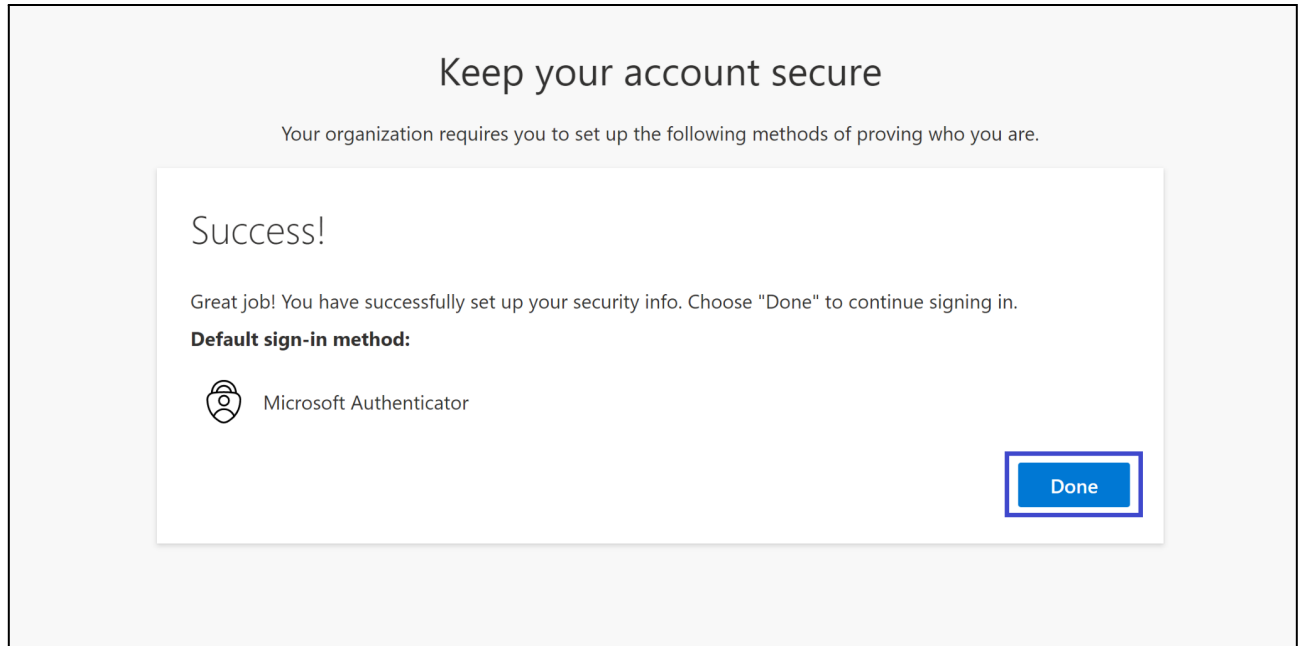 Keep your account secure
Your organization requires you to set up the following methods of proving who you are.
Success!
Great job! You have successfully set up your security info. Choose "Done" to continue signing in.
Default sign-in method:
Microsoft Authenticator
Done